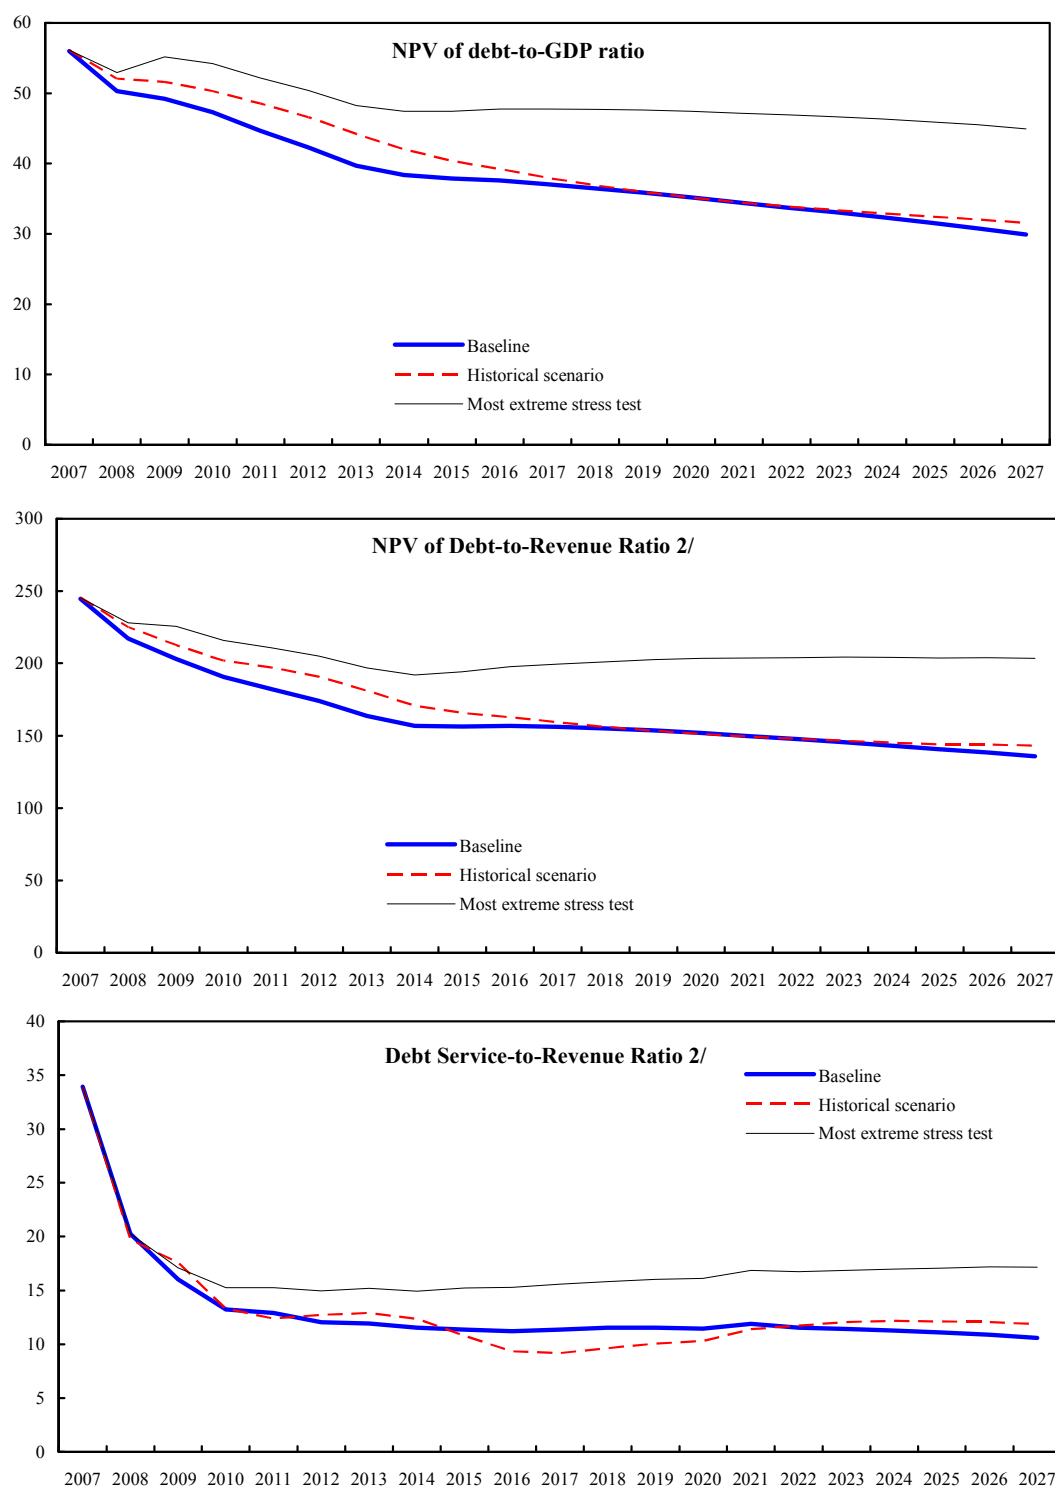 NPV of debt-to-GDP ratio
60
50
40
30
20
10
0
Baseline
Historical scenario
Most extreme stress test
2007 2008 2009 2010 2011 2012 2013 2014 2015 2016 2017 2018 2019 2020 2021 2022 2023 2024 2025 2026 2027
NPV of Debt-to-Revenue Ratio 2/
300
250
200
150
100
50
0
Baseline
Historical scenario
Most extreme stress test
2007 2008 2009 2010 2011 2012 2013 2014 2015 2016 2017 2018 2019 2020 2021 2022 2023 2024 2025 2026 2027
Debt Service-to-Revenue Ratio 2/
40
35
30
25
20
15
10
5
0
Baseline
Historical scenario
Most extreme stress test
2007 2008 2009 2010 2011 2012 2013 2014 2015 2016 2017 2018 2019 2020 2021 2022 2023 2024 2025 2026 2027